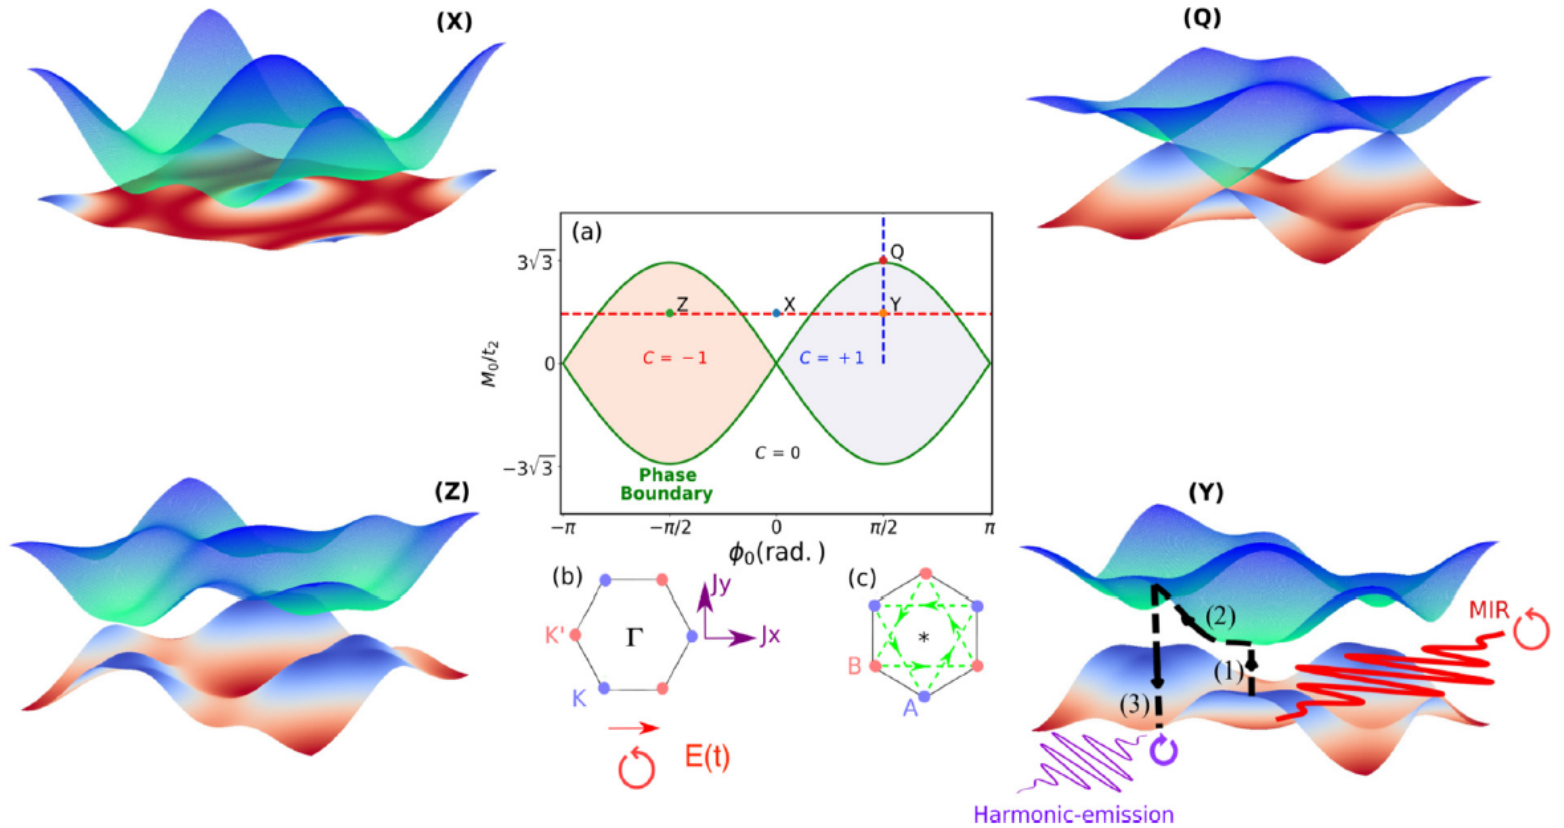 (X)
(Q)
(a)
3√3
Q
Z
X
Y
M₀/t₂
C = −1
C = +1
0
C = 0
−3√3
Phase
Boundary
−π
−π/2
0
π/2
π
ϕ₀(rad. )
(Z)
(Y)
(b)
Jy
K'
Γ
Jx
K
E(t)
(c)
*
B
A
MIR
(2)
(1)
(3)
Harmonic-emission